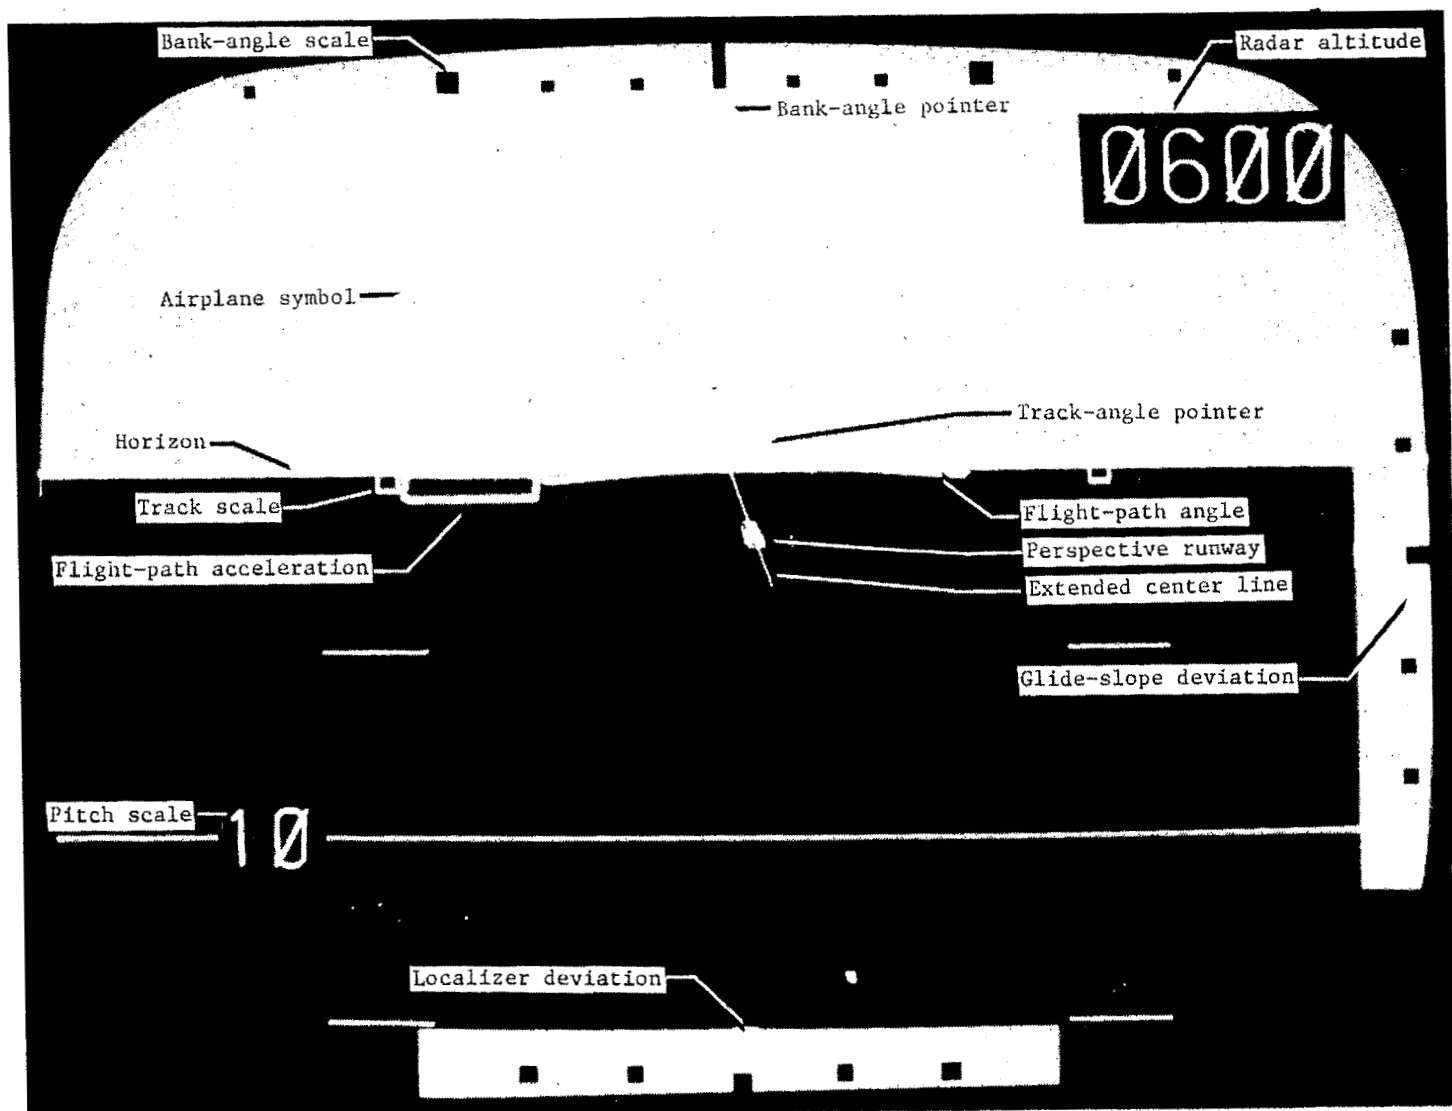 Bank-angle scale
Radar altitude
Bank-angle pointer
0600
Airplane symbol
Track-angle pointer
Horizon
Track scale
Flight-path angle
Perspective runway
Flight-path acceleration
Extended center line
Glide-slope deviation
Pitch scale
10
Localizer deviation